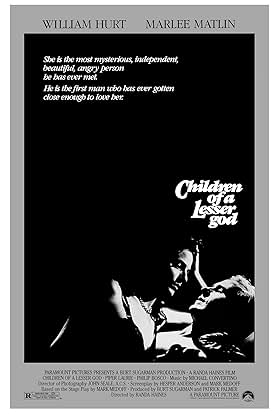 WILLIAM HURT MARLEE MATLIN
She is the most mysterious, independent,
beautiful, angry person
he has ever met.
He is the first man who has ever gotten
close enough to love her.
Children
of a
Lesser
god
PARAMOUNT PICTURES PRESENTS A BURT SUGARMAN PRODUCTION · A RANDA HAINES FILM
CHILDREN OF A LESSER GOD · PIPER LAURIE · PHILIP BOSCO · Music by MICHAEL CONVERTINO
Director of Photography JOHN SEALE, A.C.S. · Screenplay by HESPER ANDERSON and MARK MEDOFF
Based on the Stage Play by MARK MEDOFF · Produced by BURT SUGARMAN and PATRICK PALMER
R Directed by RANDA HAINES A PARAMOUNT PICTURE